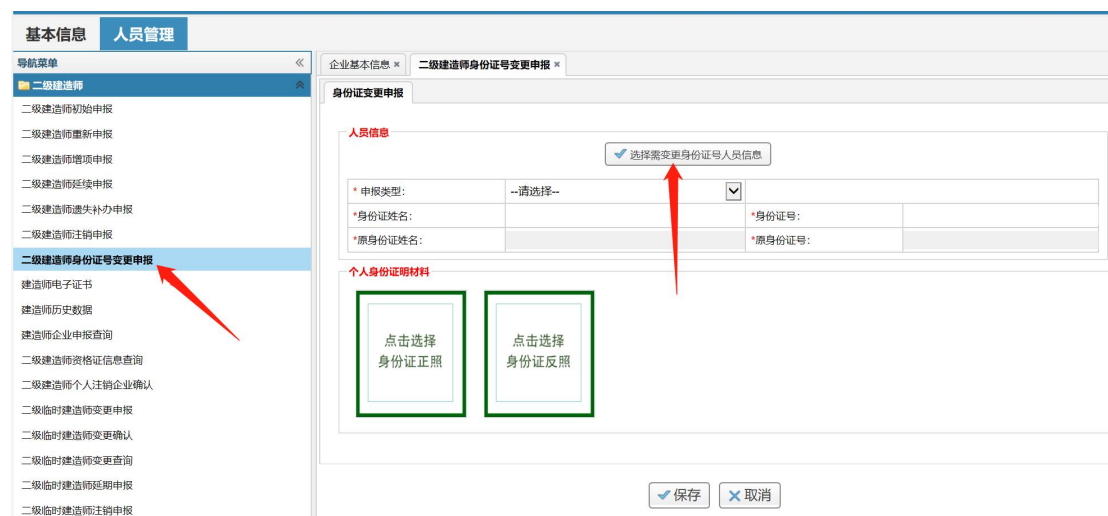 基本信息 人员管理
导航菜单
二级建造师
二级建造师初始申报
二级建造师重新申报
二级建造师增项申报
二级建造师延续申报
二级建造师遗失补办申报
二级建造师注销申报
二级建造师身份证号变更申报
建造师电子证书
建造师历史数据
建造师企业申报查询
二级建造师资格证信息查询
二级建造师个人注销企业确认
二级临时建造师变更申报
二级临时建造师变更确认
二级临时建造师变更查询
二级临时建造师延期申报
二级临时建造师注销申报
企业基本信息 二级建造师身份证号变更申报
身份证变更申报
人员信息
选择需变更身份证号人员信息
* 申报类型: --请选择--
*身份证姓名: *身份证号:
*原身份证姓名: *原身份证号:
个人身份证明材料
点击选择
身份证正照
点击选择
身份证反照
保存 取消